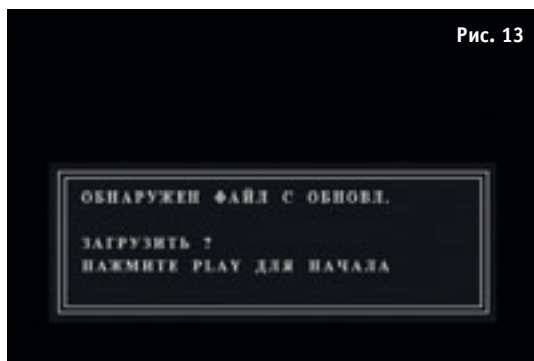 Рис. 13
ОБНАРУЖЕН ФАЙЛ С ОБНОВЛ.
ЗАГРУЗИТЬ ?
НАЖМИТЕ PLAY ДЛЯ НАЧАЛА